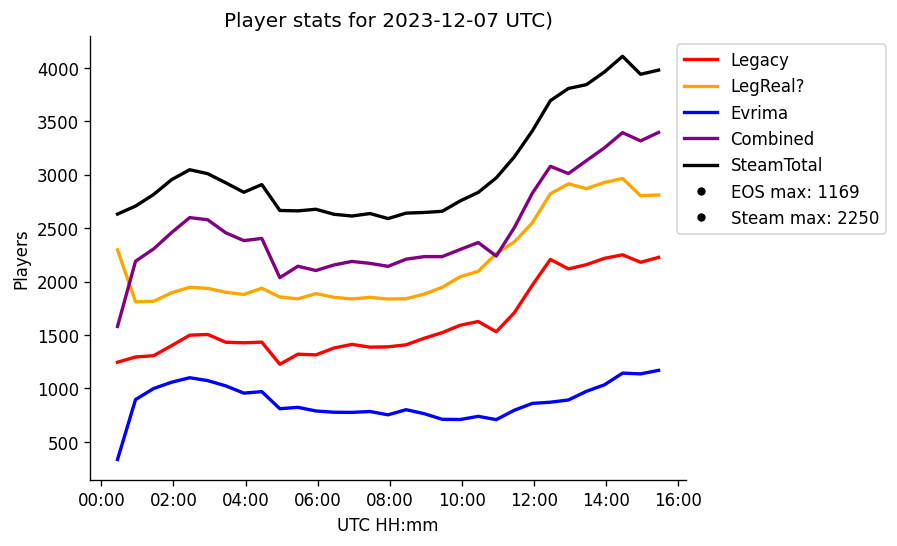 Player stats for 2023-12-07 UTC)
Players
4000
3500
3000
2500
2000
1500
1000
500
00:00 02:00 04:00 06:00 08:00 10:00 12:00 14:00 16:00
UTC HH:mm
Legacy
LegReal?
Evrima
Combined
SteamTotal
EOS max: 1169
Steam max: 2250